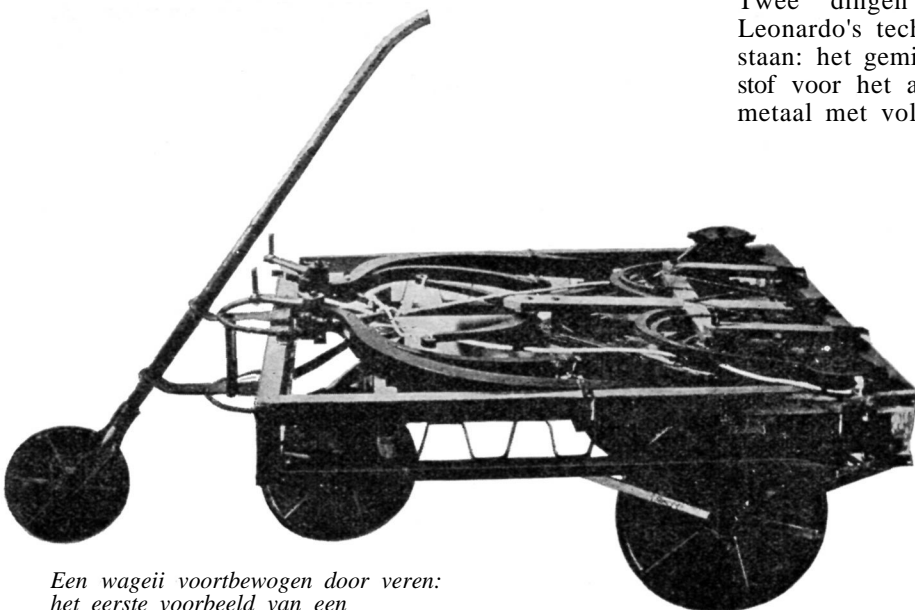 Twee dingen
Leonardo's tech
staan: het gemi
stof voor het a
metaal met vol
Een wageii voortbewogen door veren:
het eerste voorbeeld van een